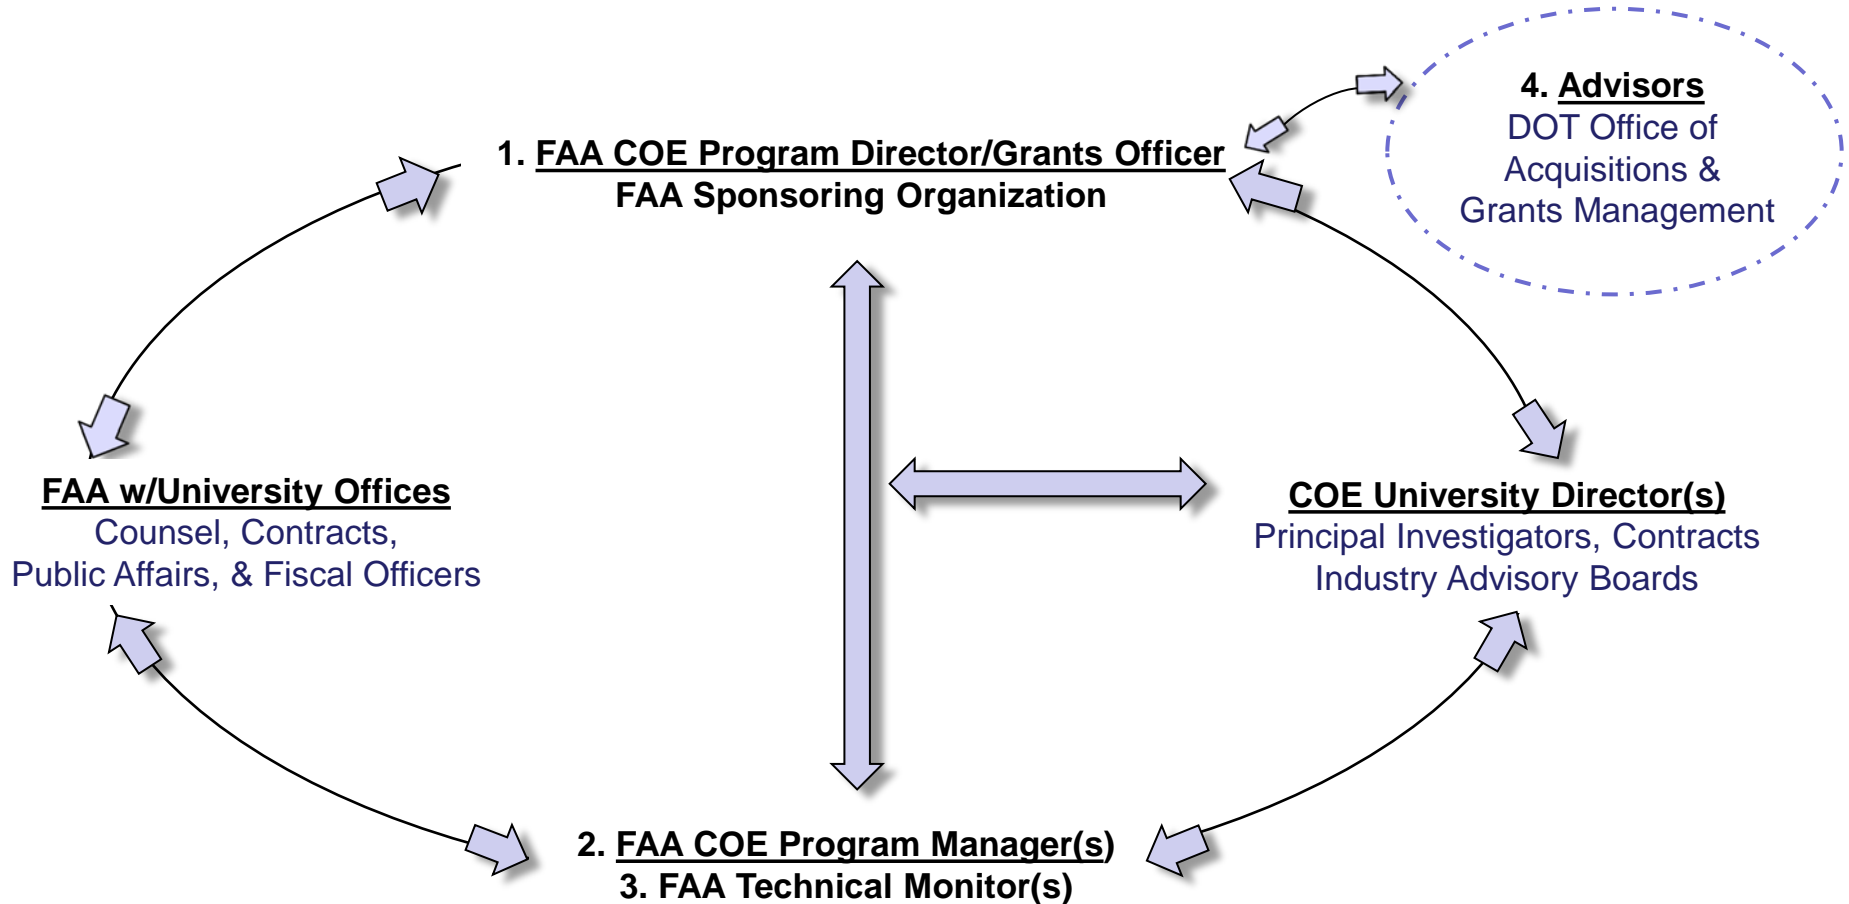 4. Advisors
DOT Office of
Acquisitions &
Grants Management
1. FAA COE Program Director/Grants Officer
FAA Sponsoring Organization
FAA w/University Offices
Counsel, Contracts,
Public Affairs, & Fiscal Officers
COE University Director(s)
Principal Investigators, Contracts
Industry Advisory Boards
2. FAA COE Program Manager(s)
3. FAA Technical Monitor(s)